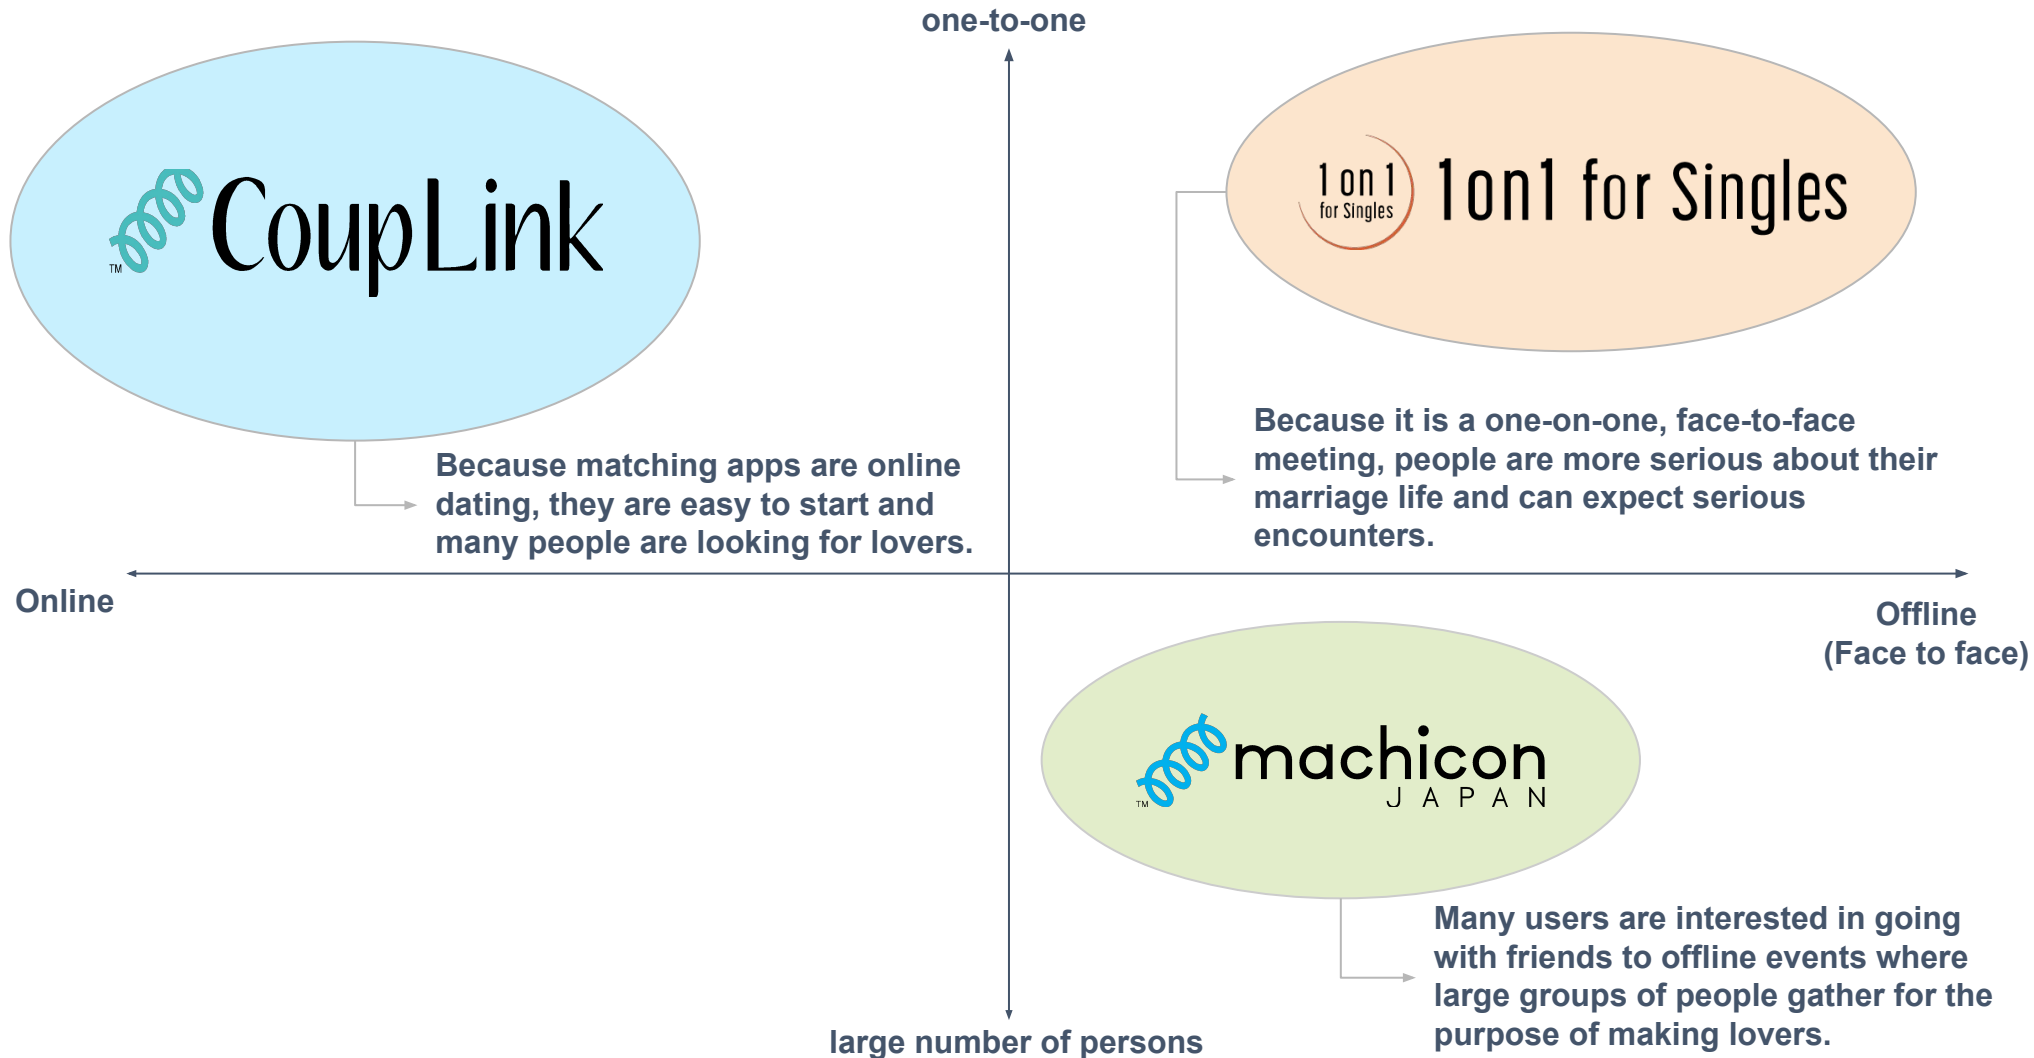 one-to-one
TM
CoupLink
1 on 1
for Singles
1on1 for Singles
Because it is a one-on-one, face-to-face
meeting, people are more serious about their
marriage life and can expect serious
encounters.
Because matching apps are online
dating, they are easy to start and
many people are looking for lovers.
Online
Offline
(Face to face)
TM
machicon
JAPAN
Many users are interested in going
with friends to offline events where
large groups of people gather for the
purpose of making lovers.
large number of persons